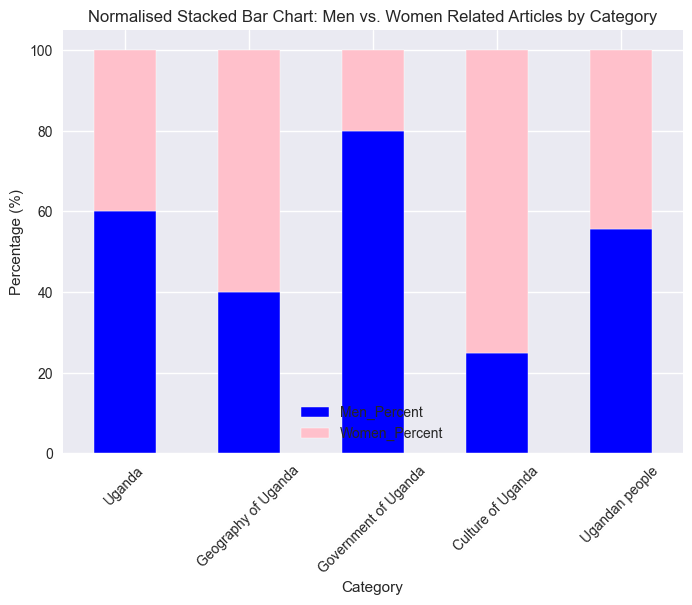 Normalised Stacked Bar Chart: Men vs. Women Related Articles by Category
Percentage (%)
100
80
60
40
20
0
Men_Percent
Women_Percent
Uganda
Geography of Uganda
Government of Uganda
Culture of Uganda
Ugandan people
Category